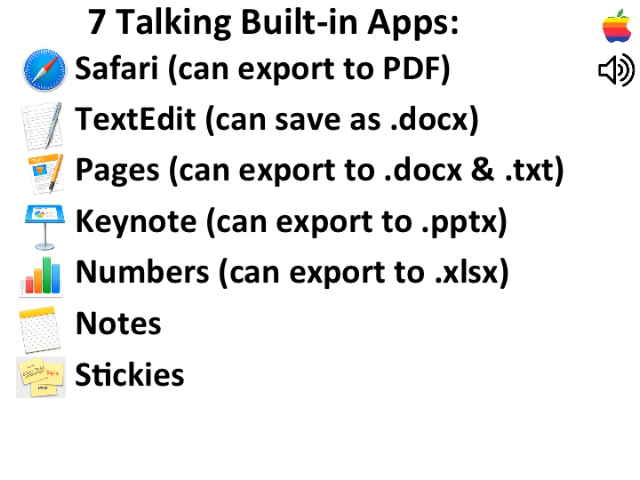 7 Talking Built-in Apps:
Safari (can export to PDF)
TextEdit (can save as .docx)
Pages (can export to .docx & .txt)
Keynote (can export to .pptx)
Numbers (can export to .xlsx)
Notes
Stickies